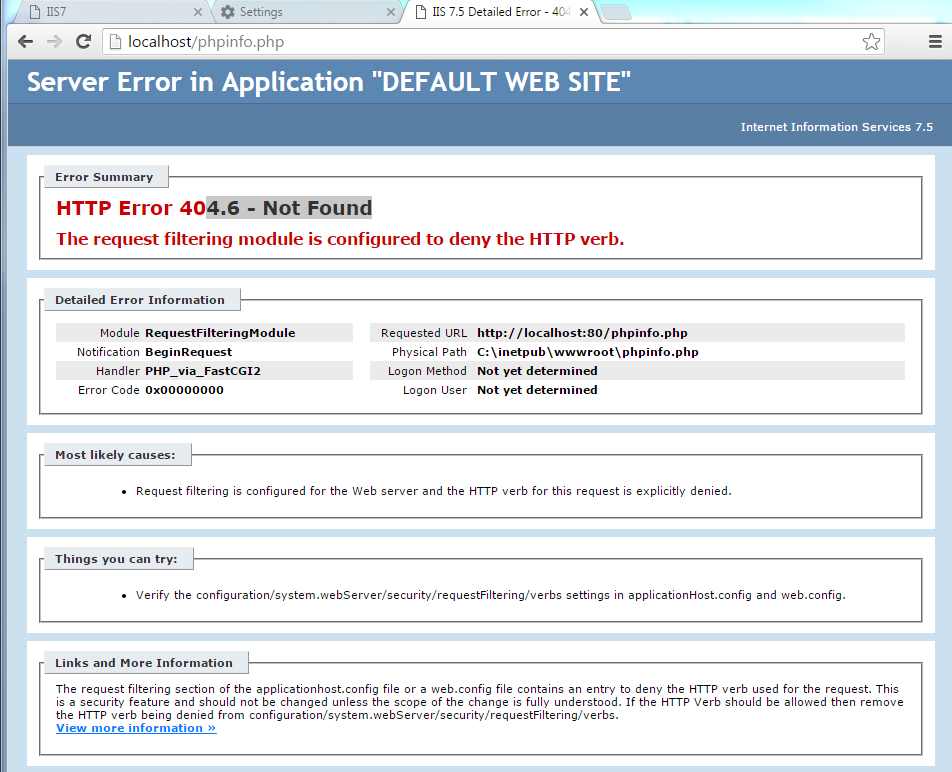 IIS7
Settings
IIS 7.5 Detailed Error - 404
localhost/phpinfo.php
Server Error in Application "DEFAULT WEB SITE"
Internet Information Services 7.5
Error Summary
HTTP Error 404.6 - Not Found
The request filtering module is configured to deny the HTTP verb.
Detailed Error Information
Module RequestFilteringModule
Notification BeginRequest
Handler PHP_via_FastCGI2
Error Code 0x00000000
Requested URL http://localhost:80/phpinfo.php
Physical Path C:\inetpub\wwwroot\phpinfo.php
Logon Method Not yet determined
Logon User Not yet determined
Most likely causes:
• Request filtering is configured for the Web server and the HTTP verb for this request is explicitly denied.
Things you can try:
• Verify the configuration/system.webServer/security/requestFiltering/verbs settings in applicationHost.config and web.config.
Links and More Information
The request filtering section of the applicationhost.config file or a web.config file contains an entry to deny the HTTP verb used for the request. This
is a security feature and should not be changed unless the scope of the change is fully understood. If the HTTP Verb should be allowed then remove
the HTTP verb being denied from configuration/system.webServer/security/requestFiltering/verbs.
View more information »